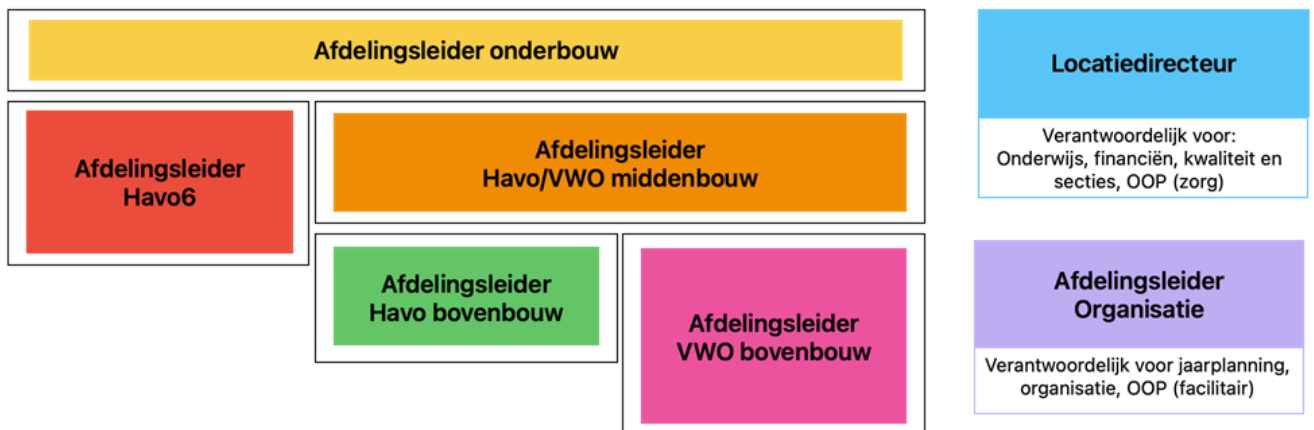 Afdelingsleider onderbouw
Afdelingsleider
Havo6
Afdelingsleider
Havo/VWO middenbouw
Afdelingsleider
Havo bovenbouw
Afdelingsleider
VWO bovenbouw
Locatiedirecteur
Verantwoordelijk voor:
Onderwijs, financiën, kwaliteit en
secties, OOP (zorg)
Afdelingsleider
Organisatie
Verantwoordelijk voor jaarplanning,
organisatie, OOP (facilitair)